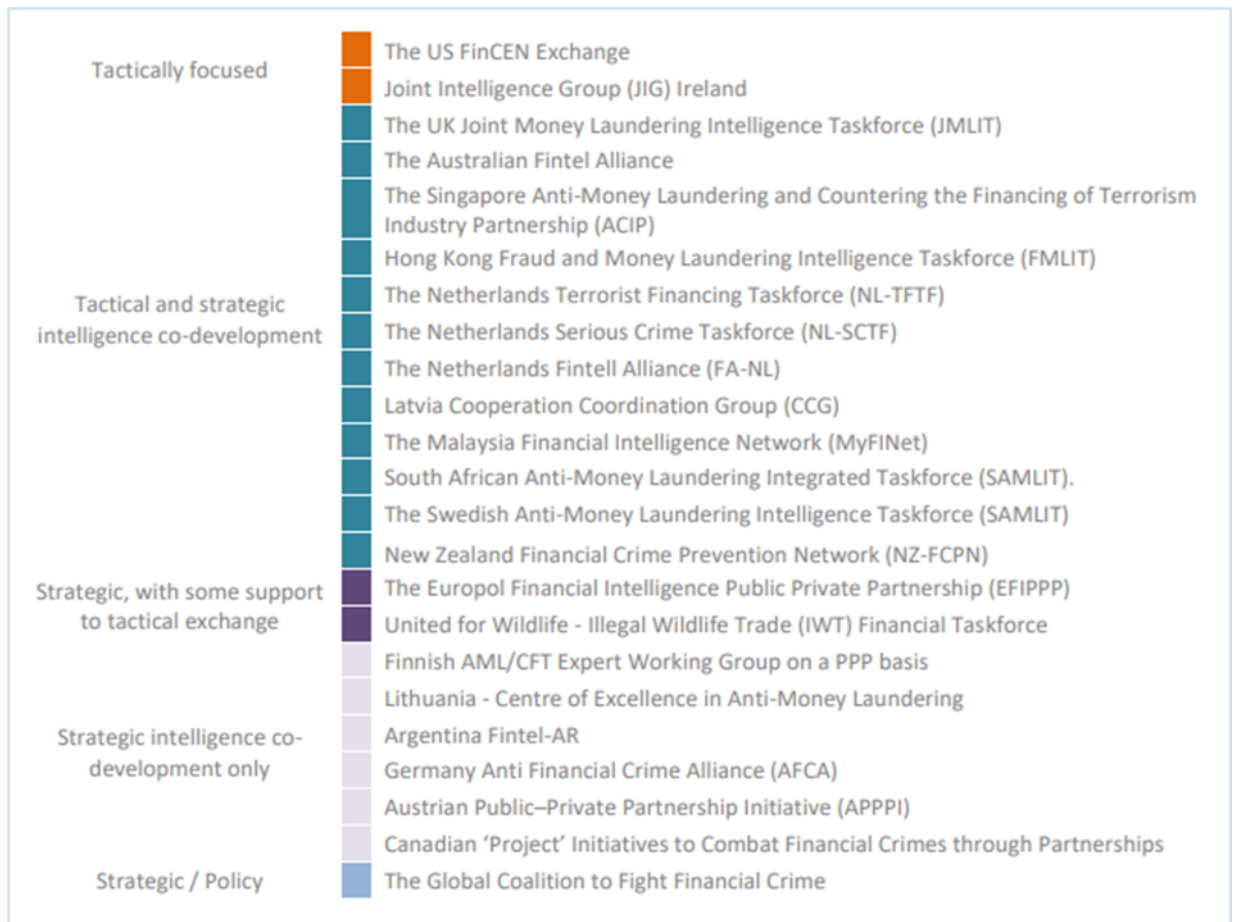 Tactically focused
The US FinCEN Exchange
Joint Intelligence Group (JIG) Ireland
Tactical and strategic
intelligence co-development
The UK Joint Money Laundering Intelligence Taskforce (JMLIT)
The Australian Fintel Alliance
The Singapore Anti-Money Laundering and Countering the Financing of Terrorism
Industry Partnership (ACIP)
Hong Kong Fraud and Money Laundering Intelligence Taskforce (FMLIT)
The Netherlands Terrorist Financing Taskforce (NL-TFTF)
The Netherlands Serious Crime Taskforce (NL-SCTF)
The Netherlands Fintell Alliance (FA-NL)
Latvia Cooperation Coordination Group (CCG)
The Malaysia Financial Intelligence Network (MyFINet)
South African Anti-Money Laundering Integrated Taskforce (SAMLIT).
The Swedish Anti-Money Laundering Intelligence Taskforce (SAMLIT)
New Zealand Financial Crime Prevention Network (NZ-FCPN)
Strategic, with some support
to tactical exchange
The Europol Financial Intelligence Public Private Partnership (EFIPPP)
United for Wildlife - Illegal Wildlife Trade (IWT) Financial Taskforce
Strategic intelligence co-
development only
Finnish AML/CFT Expert Working Group on a PPP basis
Lithuania - Centre of Excellence in Anti-Money Laundering
Argentina Fintel-AR
Germany Anti Financial Crime Alliance (AFCA)
Austrian Public–Private Partnership Initiative (APPPI)
Canadian ‘Project’ Initiatives to Combat Financial Crimes through Partnerships
Strategic / Policy
The Global Coalition to Fight Financial Crime